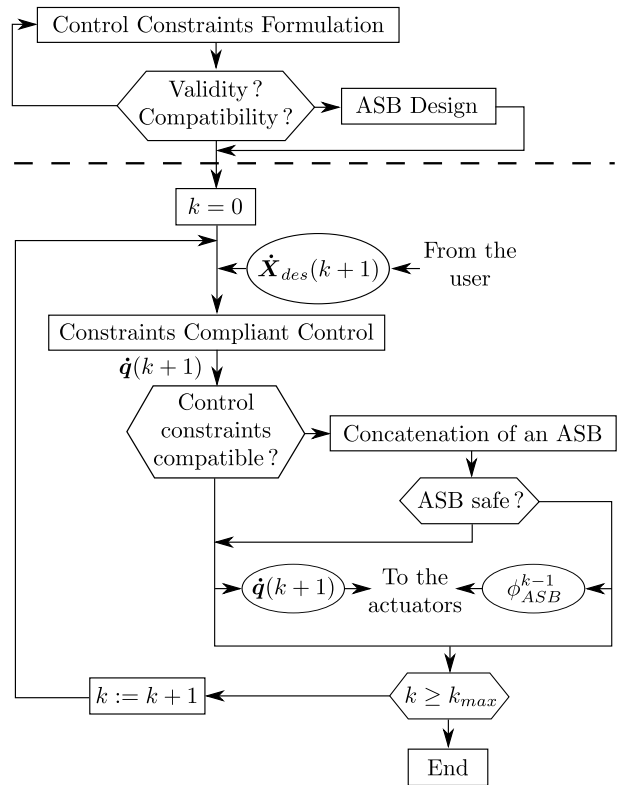 Control Constraints Formulation
Validity ?
Compatibility ?
ASB Design
k = 0
Ẋ_des(k + 1)
From the
user
Constraints Compliant Control
q̇(k + 1)
Control
constraints
compatible ?
Concatenation of an ASB
ASB safe ?
q̇(k + 1)
To the
actuators
ϕ_{ASB}^{k−1}
k := k + 1
k ≥ k_max
End